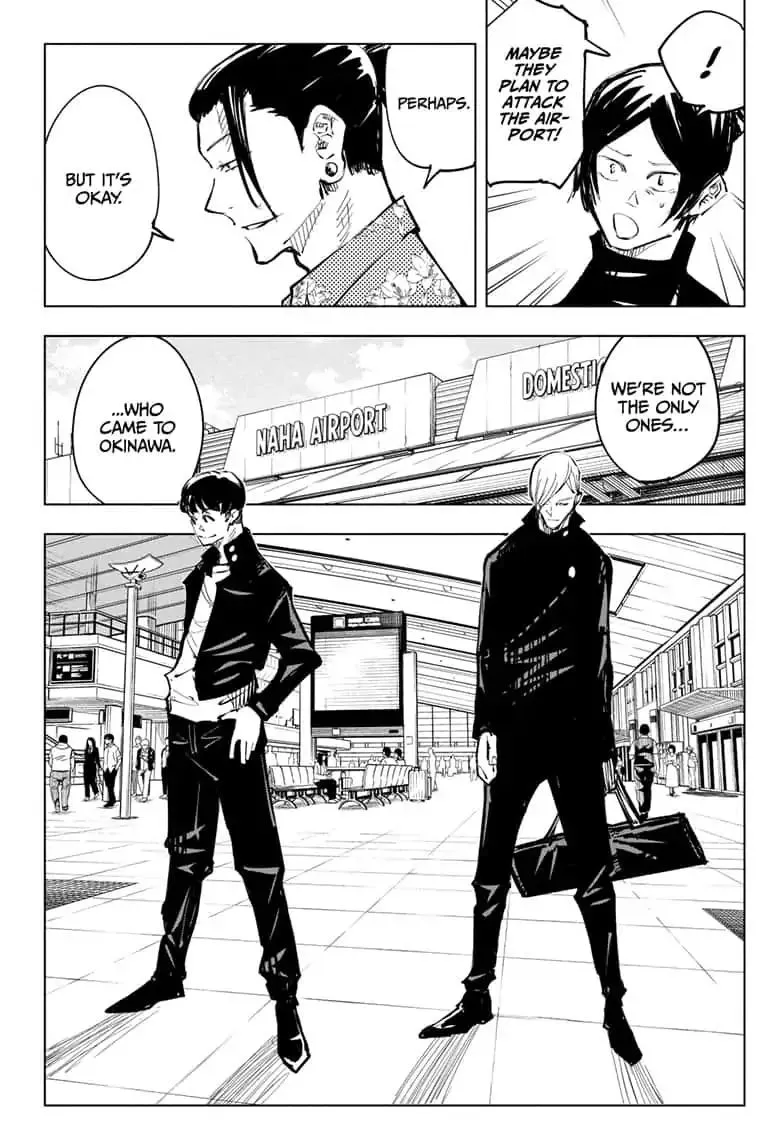 !
MAYBE
THEY
PLAN TO
ATTACK
THE AIR-
PORT!
PERHAPS.
BUT IT'S
OKAY.
WE'RE NOT
THE ONLY
ONES...
DOMESTIC
NAHA AIRPORT
...WHO
CAME TO
OKINAWA.